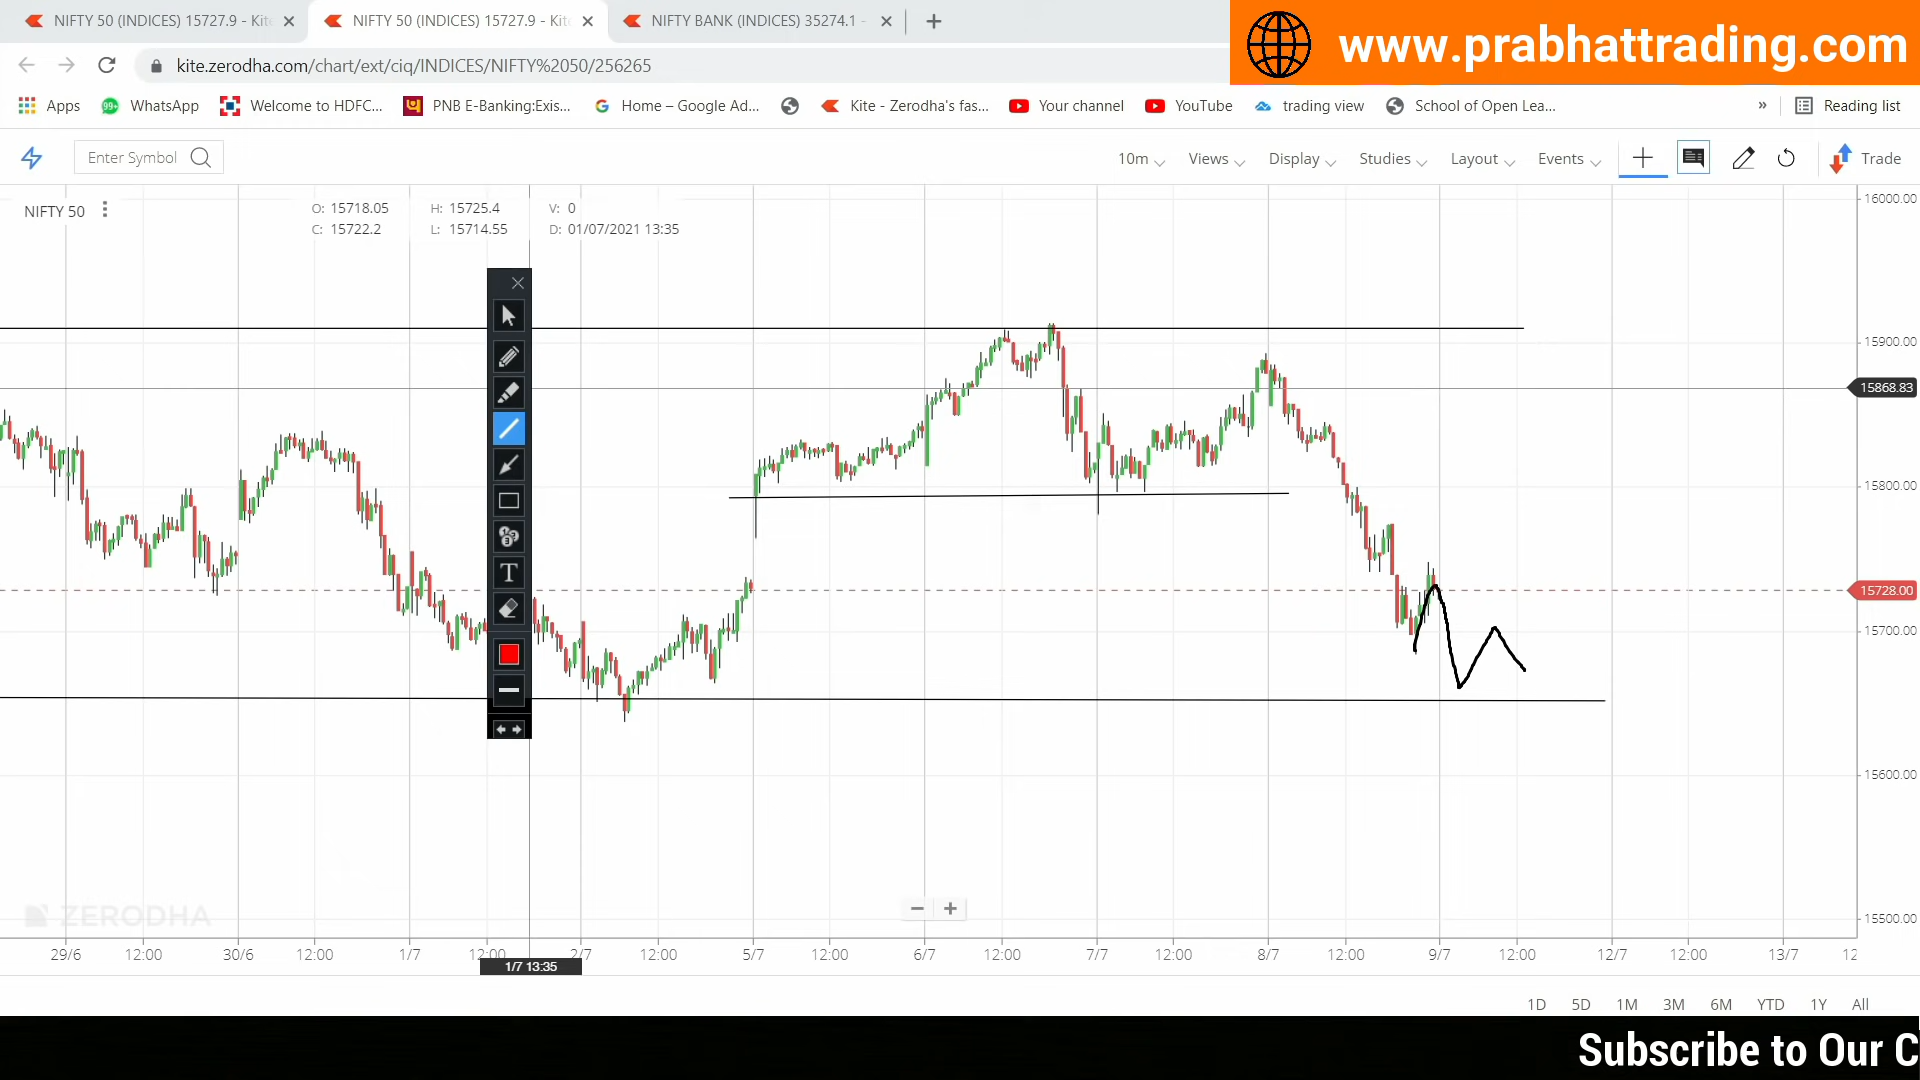 NIFTY 50 (INDICES) 15727.9 - Kit
NIFTY 50 (INDICES) 15727.9 - Kit
NIFTY BANK (INDICES) 35274.1 -
www.prabhattrading.com
kite.zerodha.com/chart/ext/ciq/INDICES/NIFTY%2050/256265
Apps
99+
WhatsApp
Welcome to HDFC...
PNB E-Banking:Exis...
Home – Google Ad...
Kite - Zerodha's fas...
Your channel
YouTube
trading view
School of Open Lea...
»
Reading list
Enter Symbol
10m
Views
Display
Studies
Layout
Events
Trade
NIFTY 50
O: 15718.05 H: 15725.4 V: 0
C: 15722.2 L: 15714.55 D: 01/07/2021 13:35
T
16000.00
15900.00
15868.83
15800.00
15728.00
15700.00
15600.00
15500.00
ZERODHA
29/6 12:00 30/6 12:00 1/7 12:00 2/7 12:00 5/7 12:00 6/7 12:00 7/7 12:00 8/7 12:00 9/7 12:00 12/7 12:00 13/7 12
1/7 13:35
1D 5D 1M 3M 6M YTD 1Y All
Subscribe to Our C